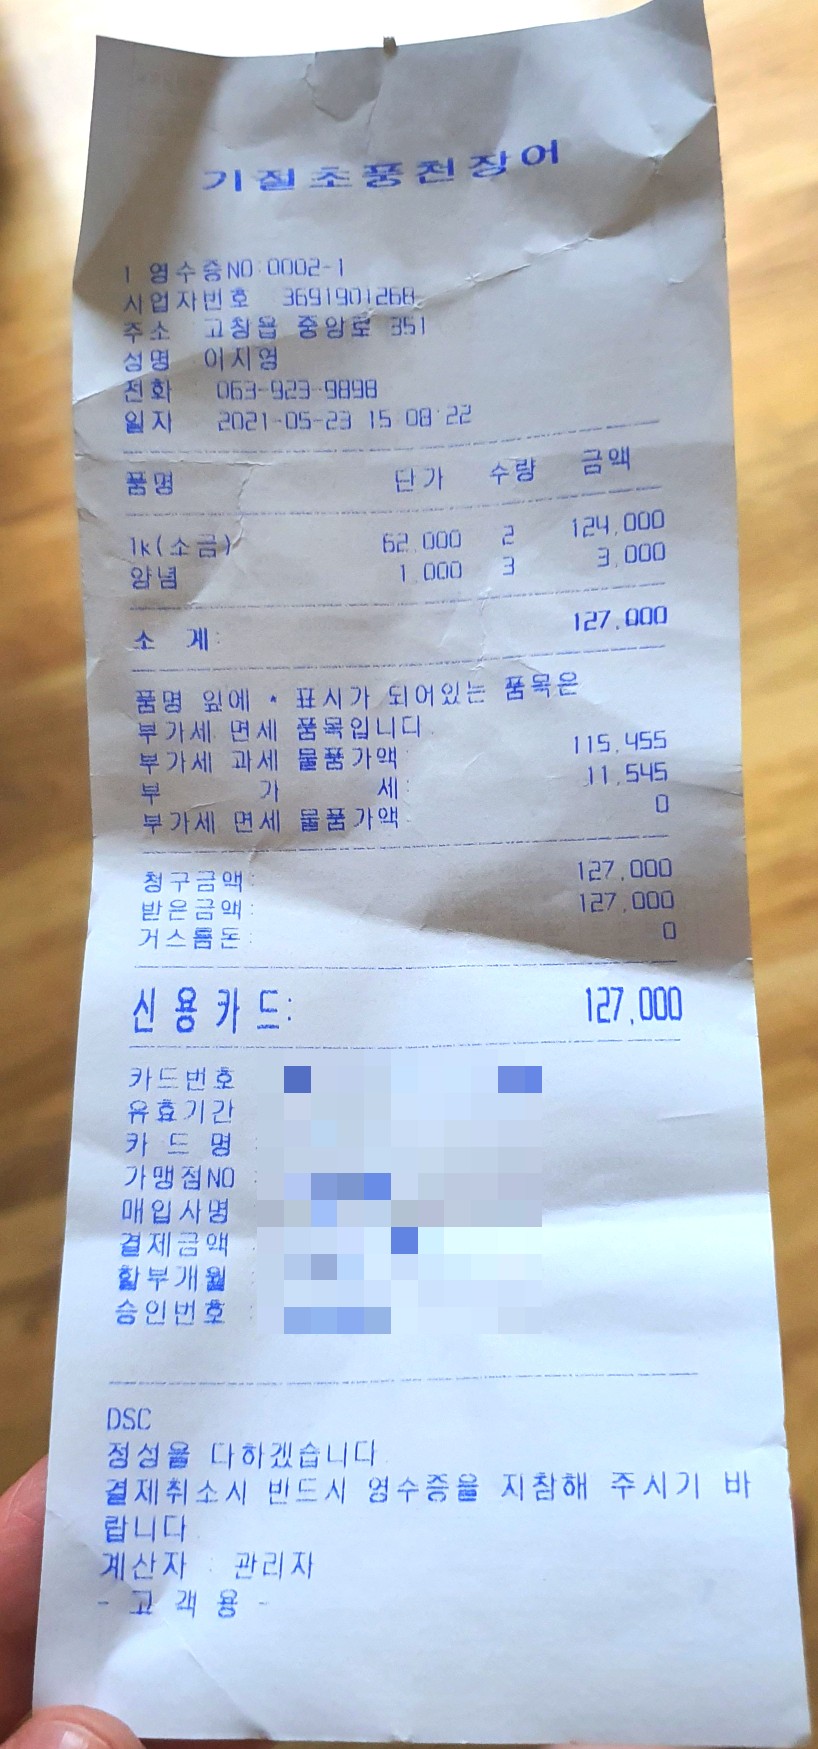 기절초풍천장어
1 영수증NO:0002-1
사업자번호 3691901268
주소 고창읍 중앙로 351
성명 이지영
전화 063-923-9898
일자 2021-05-23 15:08:22
품명 단가 수량 금액
1k(소금) 62,000 2 124,000
양념 1,000 3 3,000
소 계: 127,000
품명 앞에 * 표시가 되어있는 품목은
부가세 면세 품목입니다.
부가세 과세 물품가액: 115,455
부 가 세: 11,545
부가세 면세 물품가액: 0
청구금액: 127,000
받은금액: 127,000
거스름돈: 0
신용카드: 127,000
카드번호
유효기간
카 드 명 :
가맹점NO :
매입사명
결제금액 :
할부개월 :
승인번호 :
DSC
정성을 다하겠습니다.
결제취소시 반드시 영수증을 지참해 주시기 바
랍니다.
계산자 : 관리자
- 고 객 용 -